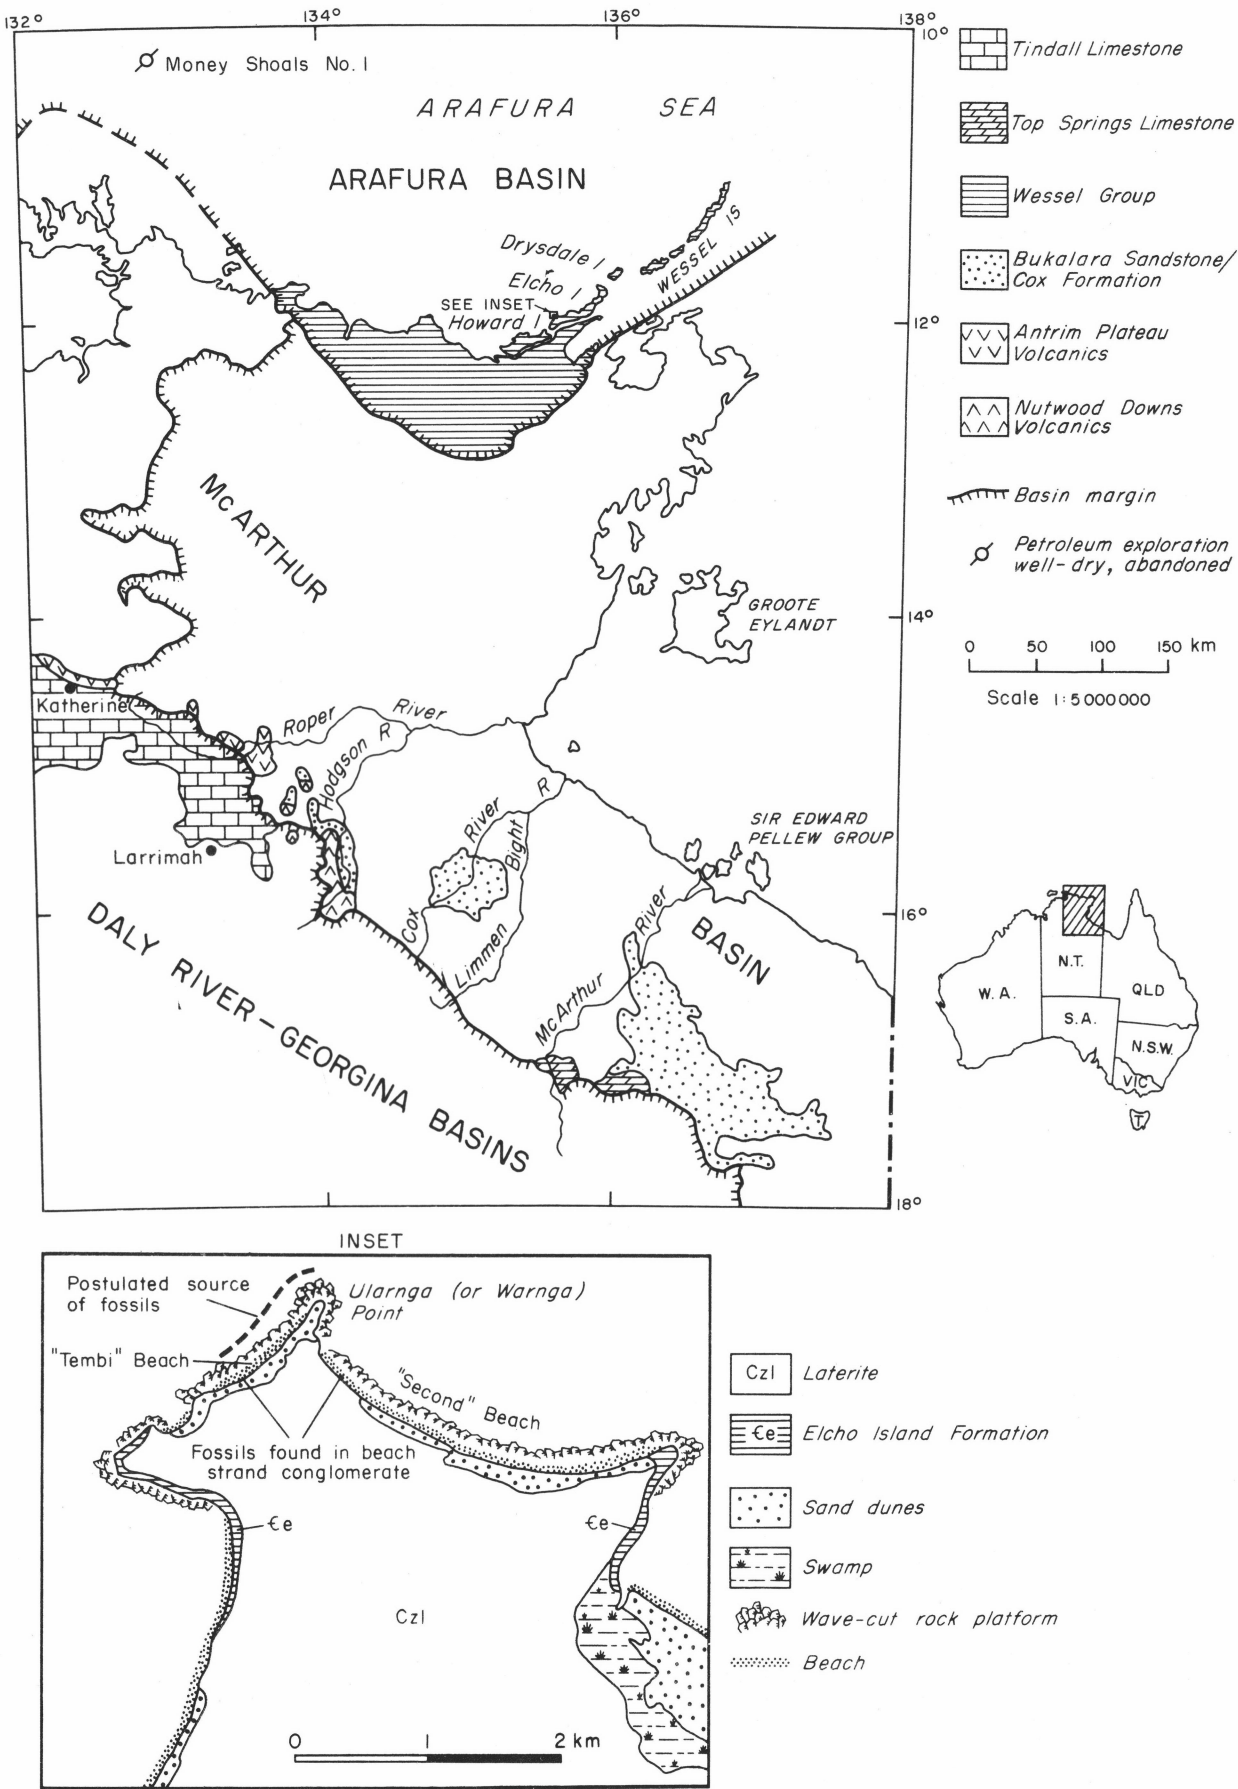 132°
134°
136°
138°
10°
Money Shoals No. 1
ARAFURA SEA
ARAFURA BASIN
Drysdale I
Elcho I
WESSEL IS
SEE INSET
Howard I
12°
McARTHUR
GROOTE
EYLANDT
14°
Katherine
Roper River
Hodgson R
Larrimah
Cox River
Limmen Bight R
SIR EDWARD
PELLEW GROUP
16°
McArthur River
BASIN
DALY RIVER-GEORGINA BASINS
18°
Tindall Limestone
Top Springs Limestone
Wessel Group
Bukalara Sandstone/
Cox Formation
Antrim Plateau
Volcanics
Nutwood Downs
Volcanics
Basin margin
Petroleum exploration
well-dry, abandoned
0 50 100 150 km
Scale 1:5 000 000
W. A.
N.T.
QLD
S.A.
N.S.W.
VIC
T.
INSET
Postulated source
of fossils
Ularnga (or Warnga)
Point
"Tembi" Beach
"Second" Beach
Fossils found in beach
strand conglomerate
Єe
Єe
Czl
0 1 2 km
Czl Laterite
Єe Elcho Island Formation
Sand dunes
Swamp
Wave-cut rock platform
Beach